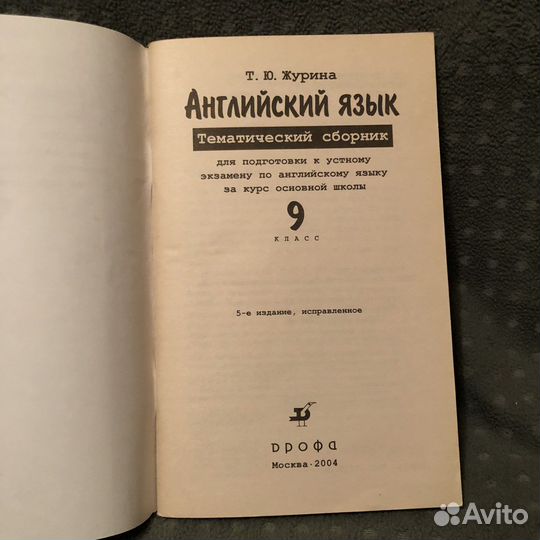 Т. Ю. Журина
Английский язык
Тематический сборник
для подготовки к устному
экзамену по английскому языку
за курс основной школы
9
класс
5-е издание, исправленное
дрофа
Москва·2004
Avito